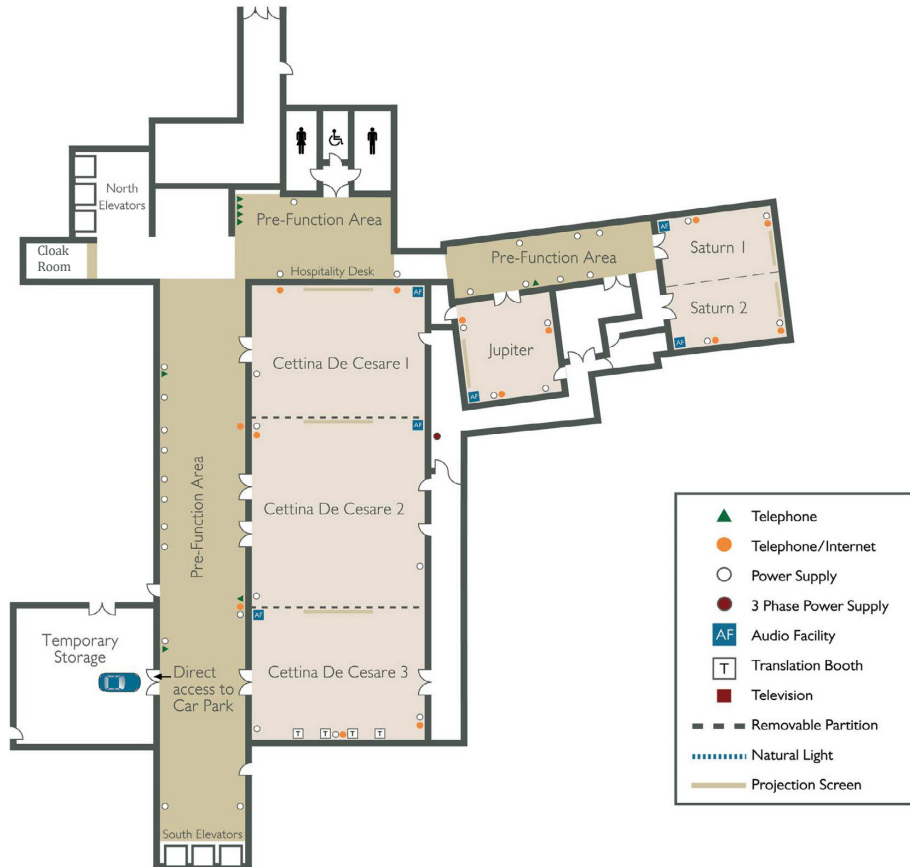 North
Elevators
Cloak
Room
Pre-Function Area
Hospitality Desk
Pre-Function Area
AF
Saturn 1
Saturn 2
AF
Jupiter
AF
AF
Cettina De Cesare 1
AF
Cettina De Cesare 2
Pre-Function Area
AF
Cettina De Cesare 3
T
T
T
T
Temporary
Storage
Direct
access to
Car Park
South Elevators
Telephone
Telephone/Internet
Power Supply
3 Phase Power Supply
AF
Audio Facility
T
Translation Booth
Television
Removable Partition
Natural Light
Projection Screen